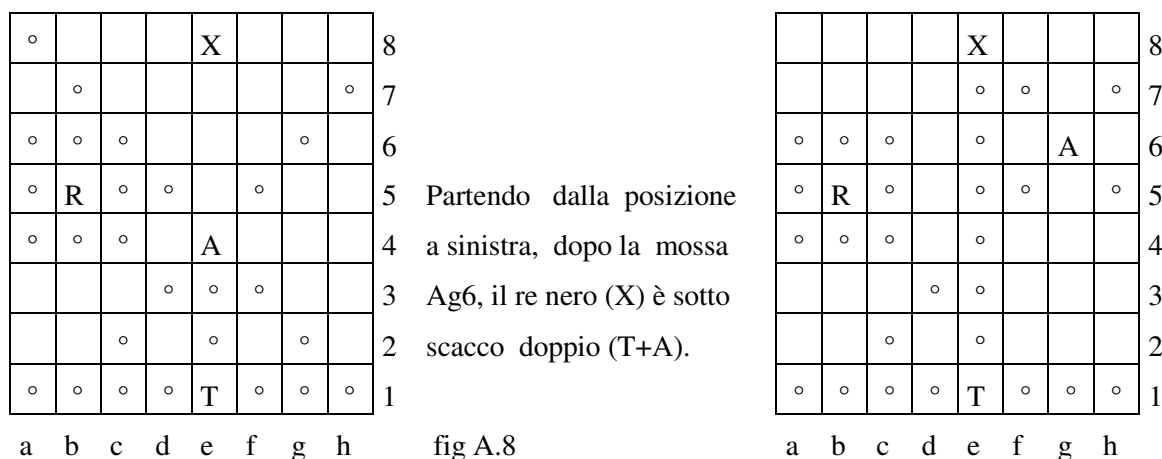 ° X 8
° ° 7
° ° ° ° 6
° R ° ° ° 5
° ° ° A 4
° ° ° 3
° ° ° 2
° ° ° ° T ° ° ° 1
a b c d e f g h
Partendo dalla posizione
a sinistra, dopo la mossa
Ag6, il re nero (X) è sotto
scacco doppio (T+A).
fig A.8
X 8
° ° ° 7
° ° ° ° A 6
° R ° ° ° ° 5
° ° ° ° 4
° ° 3
° ° 2
° ° ° ° T ° ° ° 1
a b c d e f g h